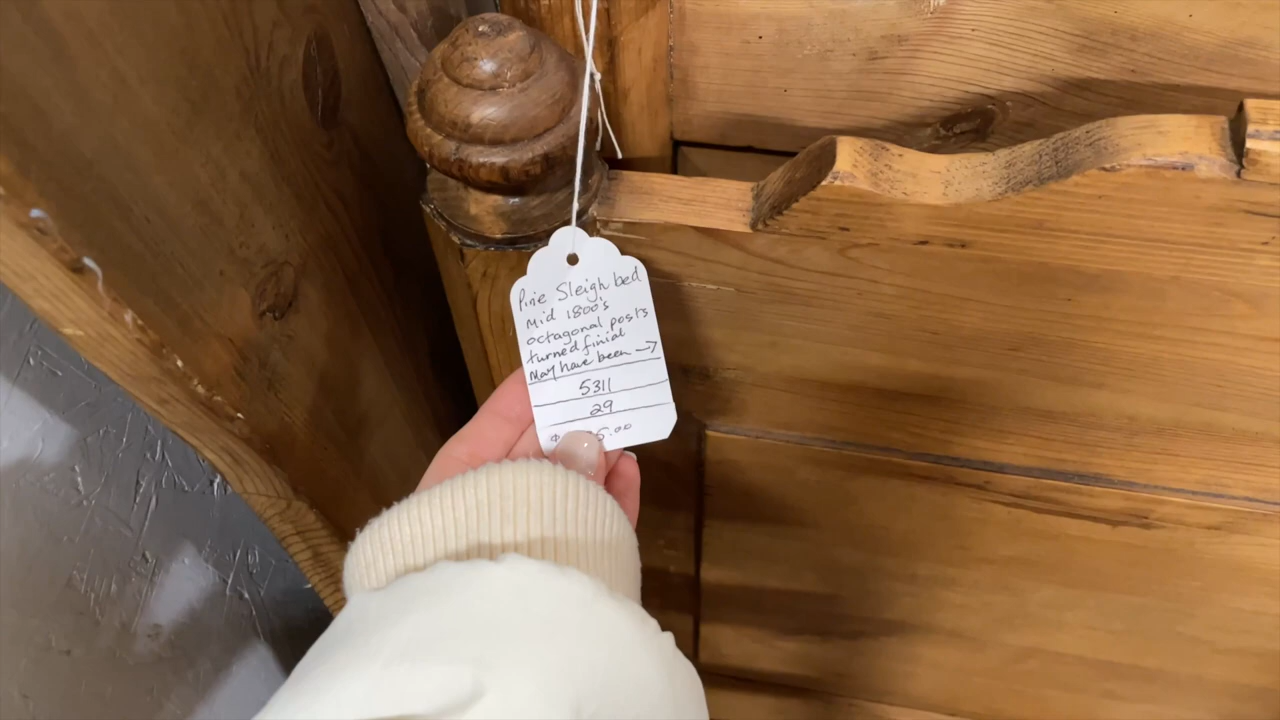 Pine Sleigh bed
Mid 1800's
octagonal posts
turned finial
May have been →
5311
29